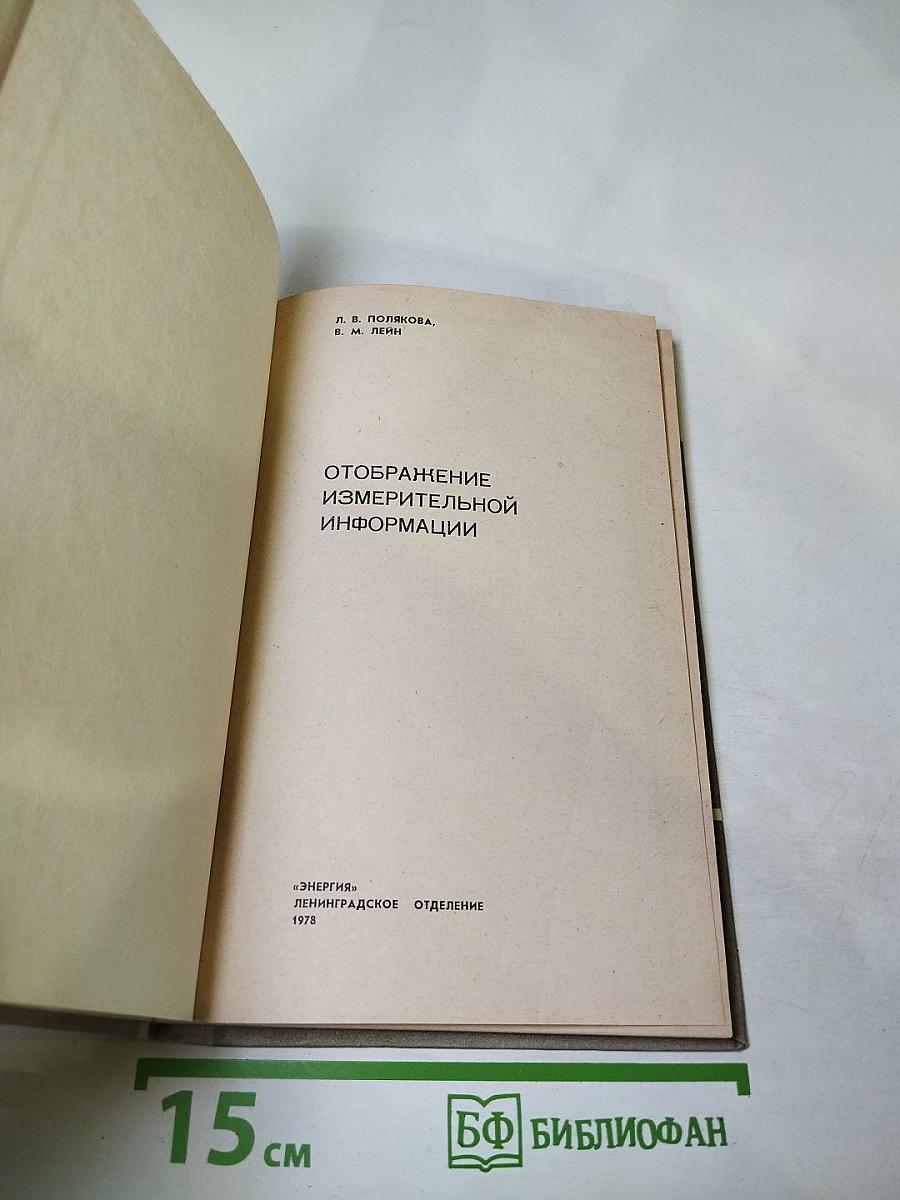 Л. В. ПОЛЯКОВА,
В. М. ЛЕЙН
ОТОБРАЖЕНИЕ
ИЗМЕРИТЕЛЬНОЙ
ИНФОРМАЦИИ
«ЭНЕРГИЯ»
ЛЕНИНГРАДСКОЕ ОТДЕЛЕНИЕ
1978
15 см
БФ БИБЛИОФАН